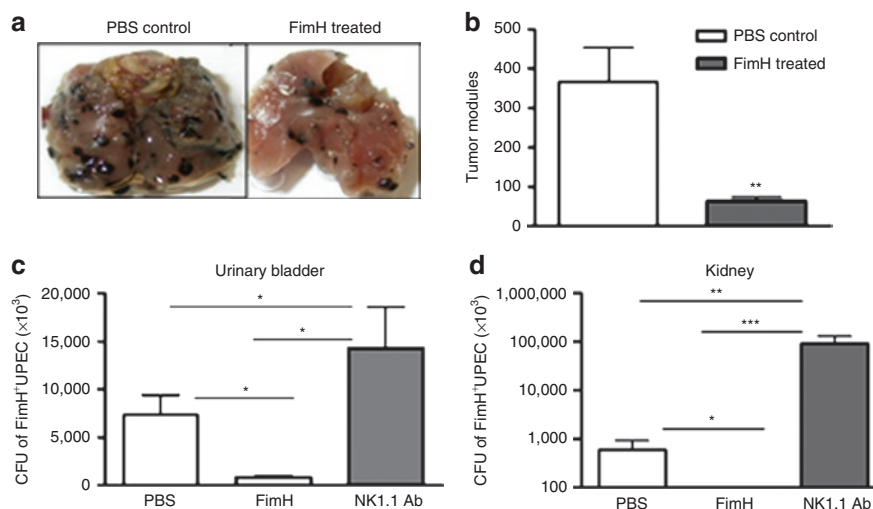 a
PBS control
FimH treated
b
500
400
300
200
100
0
Tumor modules
PBS control
FimH treated
**
c
Urinary bladder
20,000
15,000
10,000
5,000
0
CFU of FimH+UPEC (×10³)
*
*
*
PBS
FimH
NK1.1 Ab
d
Kidney
1,000,000
100,000
10,000
1,000
100
CFU of FimH+UPEC (×10³)
**
***
*
PBS
FimH
NK1.1 Ab